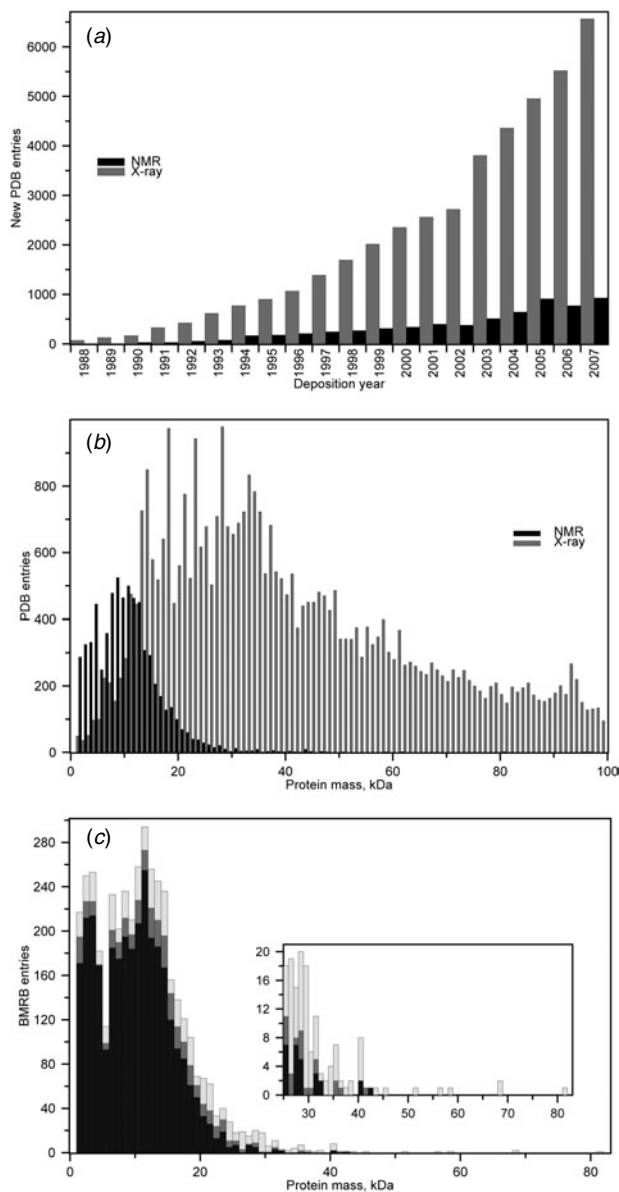 (a)
6000
5000
4000
3000
2000
1000
0
New PDB entries
NMR
X-ray
1988 1989 1990 1991 1992 1993 1994 1995 1996 1997 1998 1999 2000 2001 2002 2003 2004 2005 2006 2007
Deposition year
(b)
800
600
400
200
0
PDB entries
NMR
X-ray
0 20 40 60 80 100
Protein mass, kDa
(c)
280
240
200
160
120
80
40
0
BMRB entries
20
16
12
8
4
0
30 40 50 60 70 80
0 20 40 60 80
Protein mass, kDa